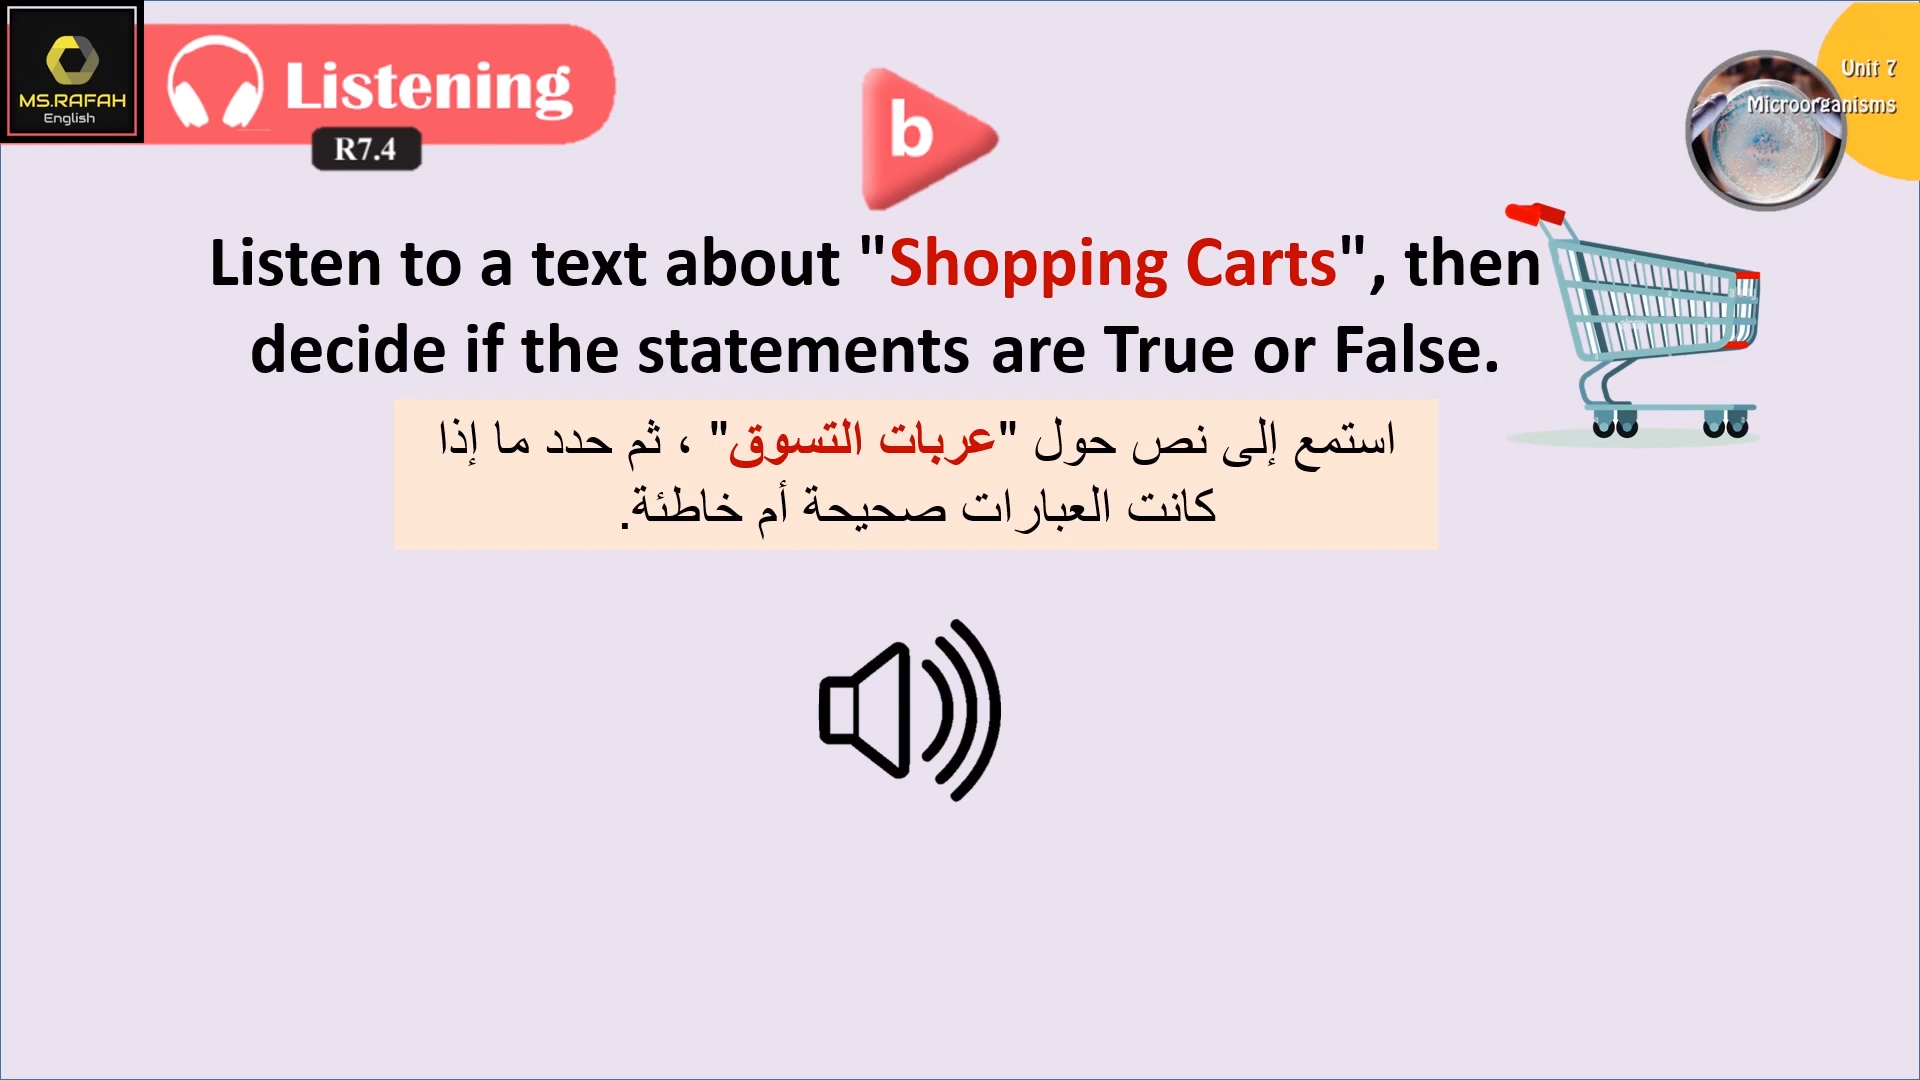 MS.RAFAH
English
Listening
R7.4
b
Unit 7
Microorganisms
Listen to a text about "Shopping Carts", then
decide if the statements are True or False.
استمع إلى نص حول "عربات التسوق" ، ثم حدد ما إذا
كانت العبارات صحيحة أم خاطئة.